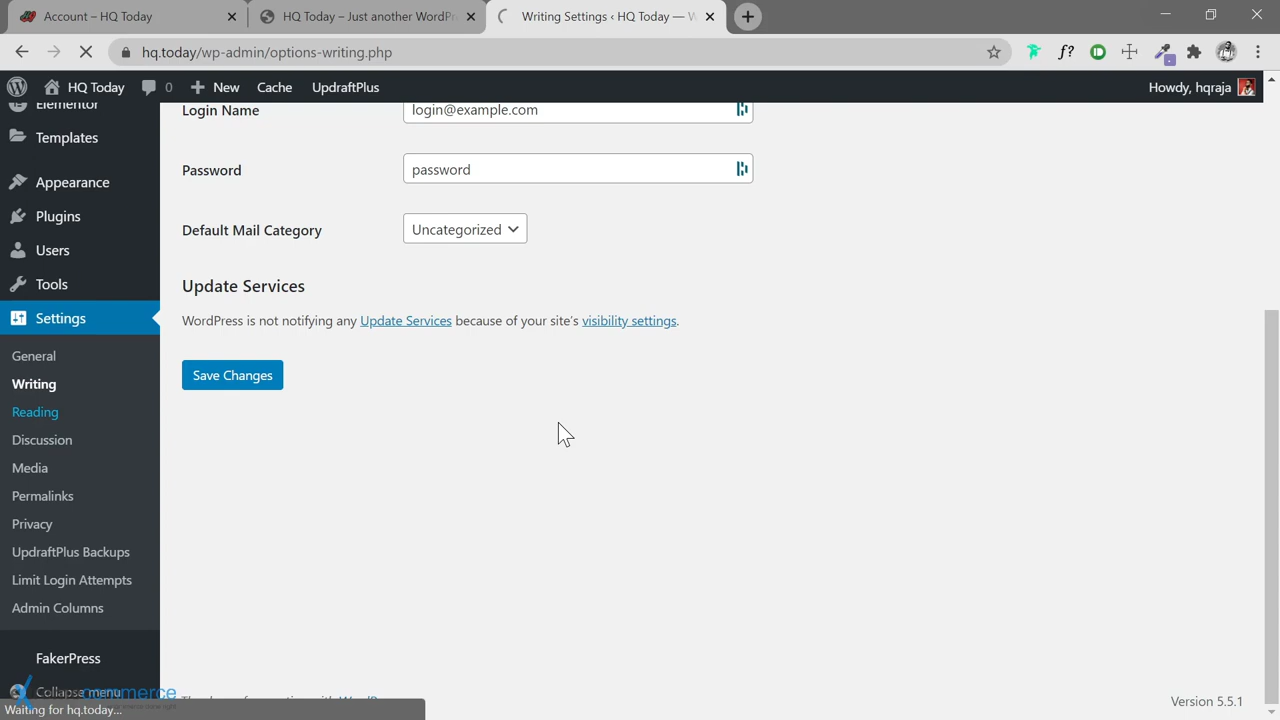 Account – HQ Today
HQ Today – Just another WordPr
Writing Settings ‹ HQ Today — W
hq.today/wp-admin/options-writing.php
f?
HQ Today
0
New
Cache
UpdraftPlus
Howdy, hqraja
Elementor
Templates
Appearance
Plugins
Users
Tools
Settings
General
Writing
Reading
Discussion
Media
Permalinks
Privacy
UpdraftPlus Backups
Limit Login Attempts
Admin Columns
FakerPress
Collapse menu
commerce
Waiting for hq.today...
Login Name
login@example.com
Password
password
Default Mail Category
Uncategorized
Update Services
WordPress is not notifying any Update Services because of your site’s visibility settings.
Save Changes
Version 5.5.1